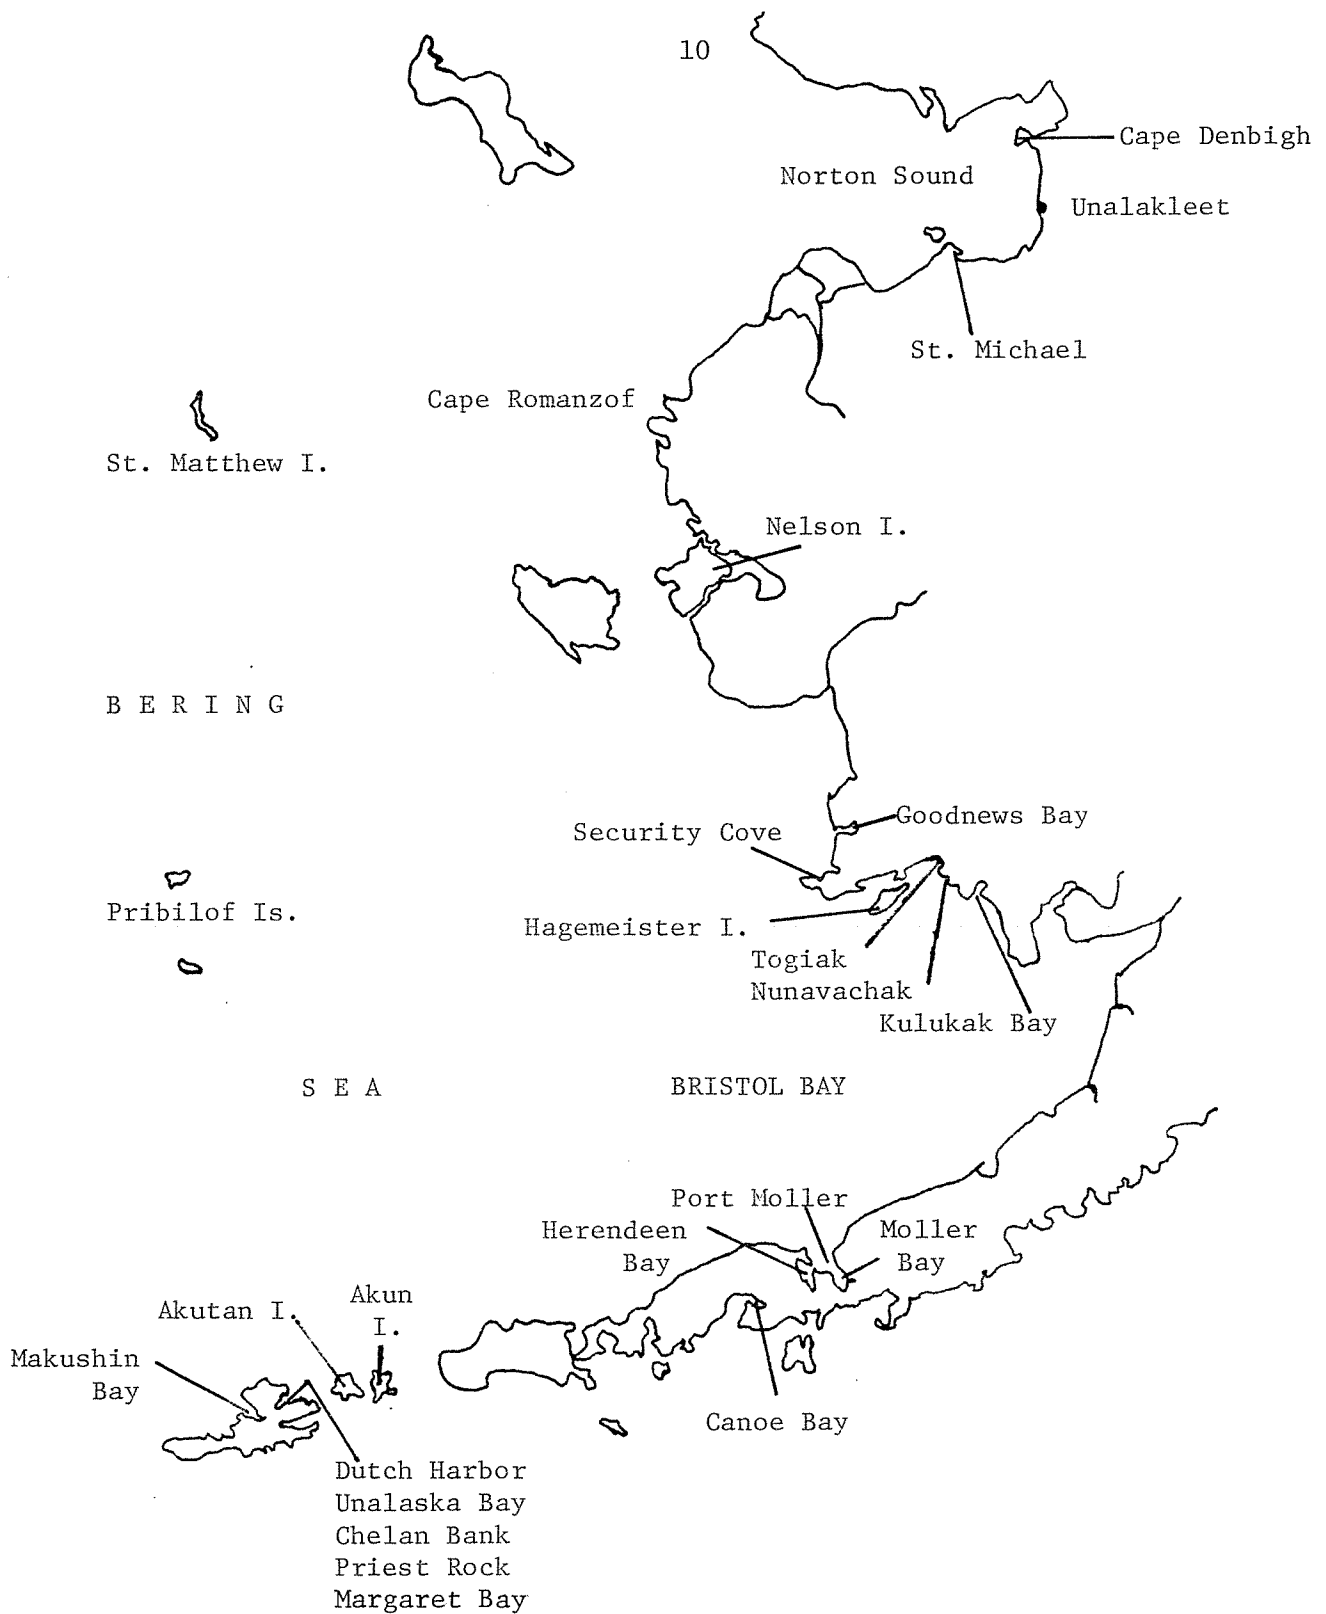 10
Cape Denbigh
Norton Sound
Unalakleet
St. Michael
Cape Romanzof
St. Matthew I.
Nelson I.
BERING
Goodnews Bay
Security Cove
Pribilof Is.
Hagemeister I.
Togiak
Nunavachak
Kulukak Bay
SEA
BRISTOL BAY
Port Moller
Herendeen
Bay
Moller
Bay
Akun
I.
Akutan I.
Makushin
Bay
Canoe Bay
Dutch Harbor
Unalaska Bay
Chelan Bank
Priest Rock
Margaret Bay